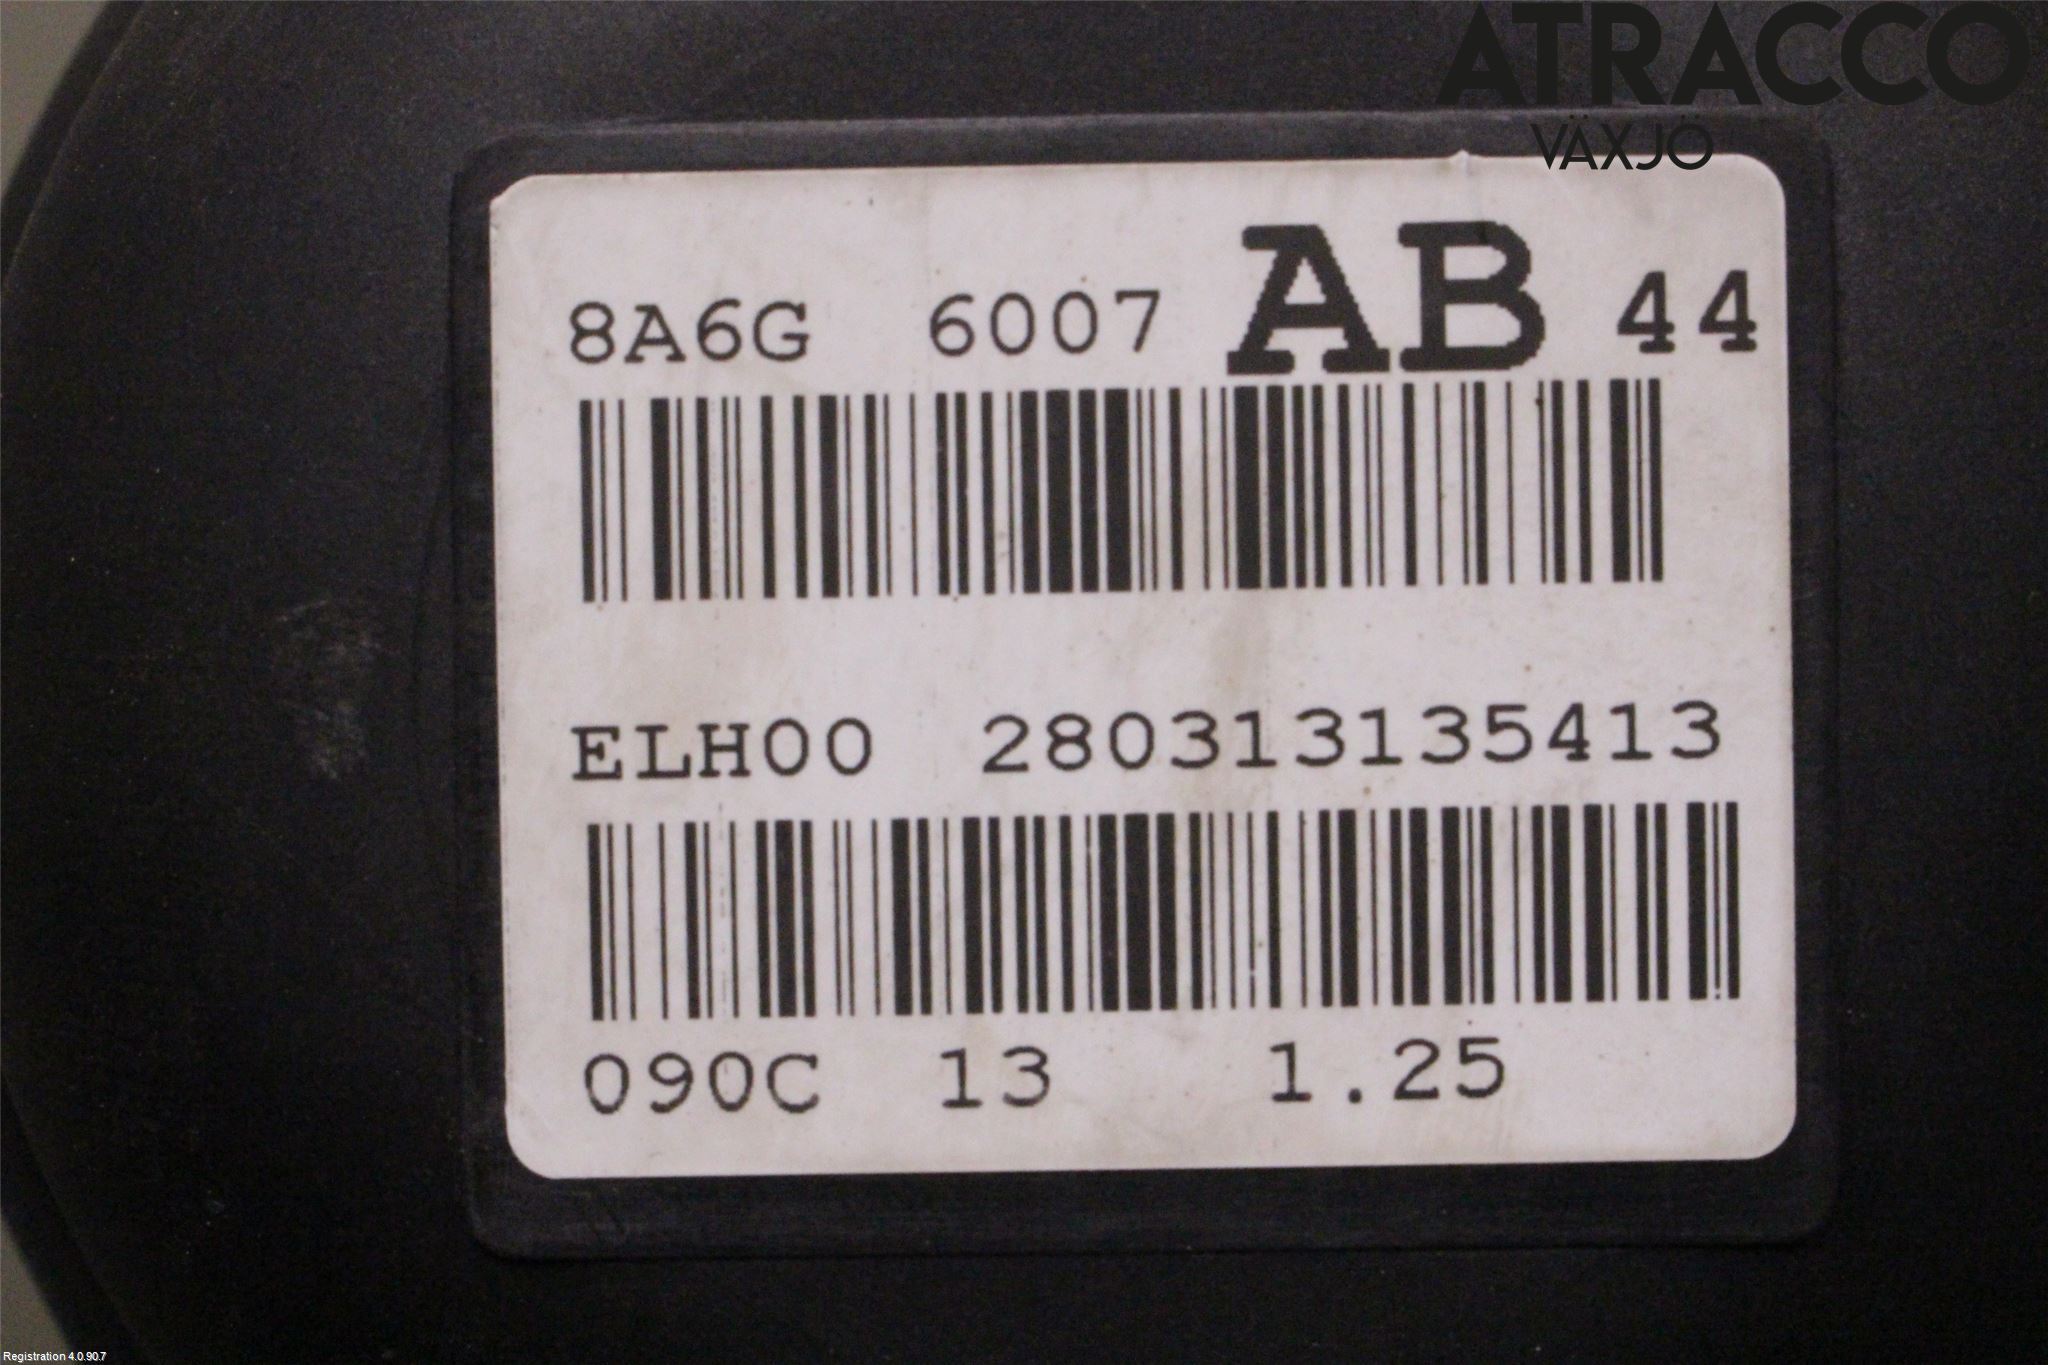 ATRACCO
VÄXJÖ
8A6G 6007 AB 44
ELH00 280313135413
090C 13 1.25
Registration 4.0.90.7